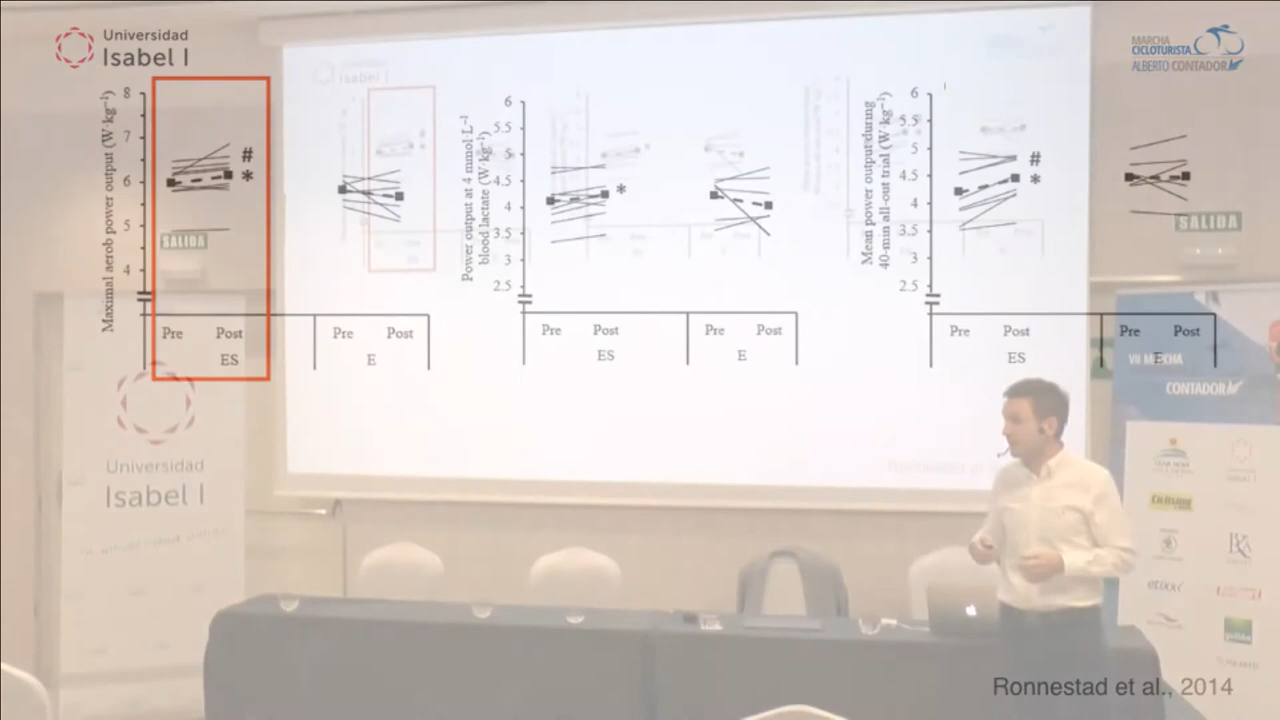 Universidad
Isabel I
MARCHA
CICLOTURISTA
ALBERTO CONTADOR
Maximal aerob power output (W·kg⁻¹)
8
7
6
5
4
#
*
Pre
Post
ES
Pre
Post
E
Power output at 4 mmol L⁻¹
blood lactate (W·kg⁻¹)
6
5.5
5
4.5
4
3.5
3
2.5
*
Pre
Post
ES
Pre
Post
E
Mean power output during
40-min all-out trial (W·kg⁻¹)
6
5.5
5
4.5
4
3.5
3
2.5
#
*
Pre
Post
ES
Pre
Post
E
SALIDA
SALIDA
Isabel I
Universidad
Isabel I
VII MARCHA
CONTADOR
etixx
Ronnestad et al., 2014